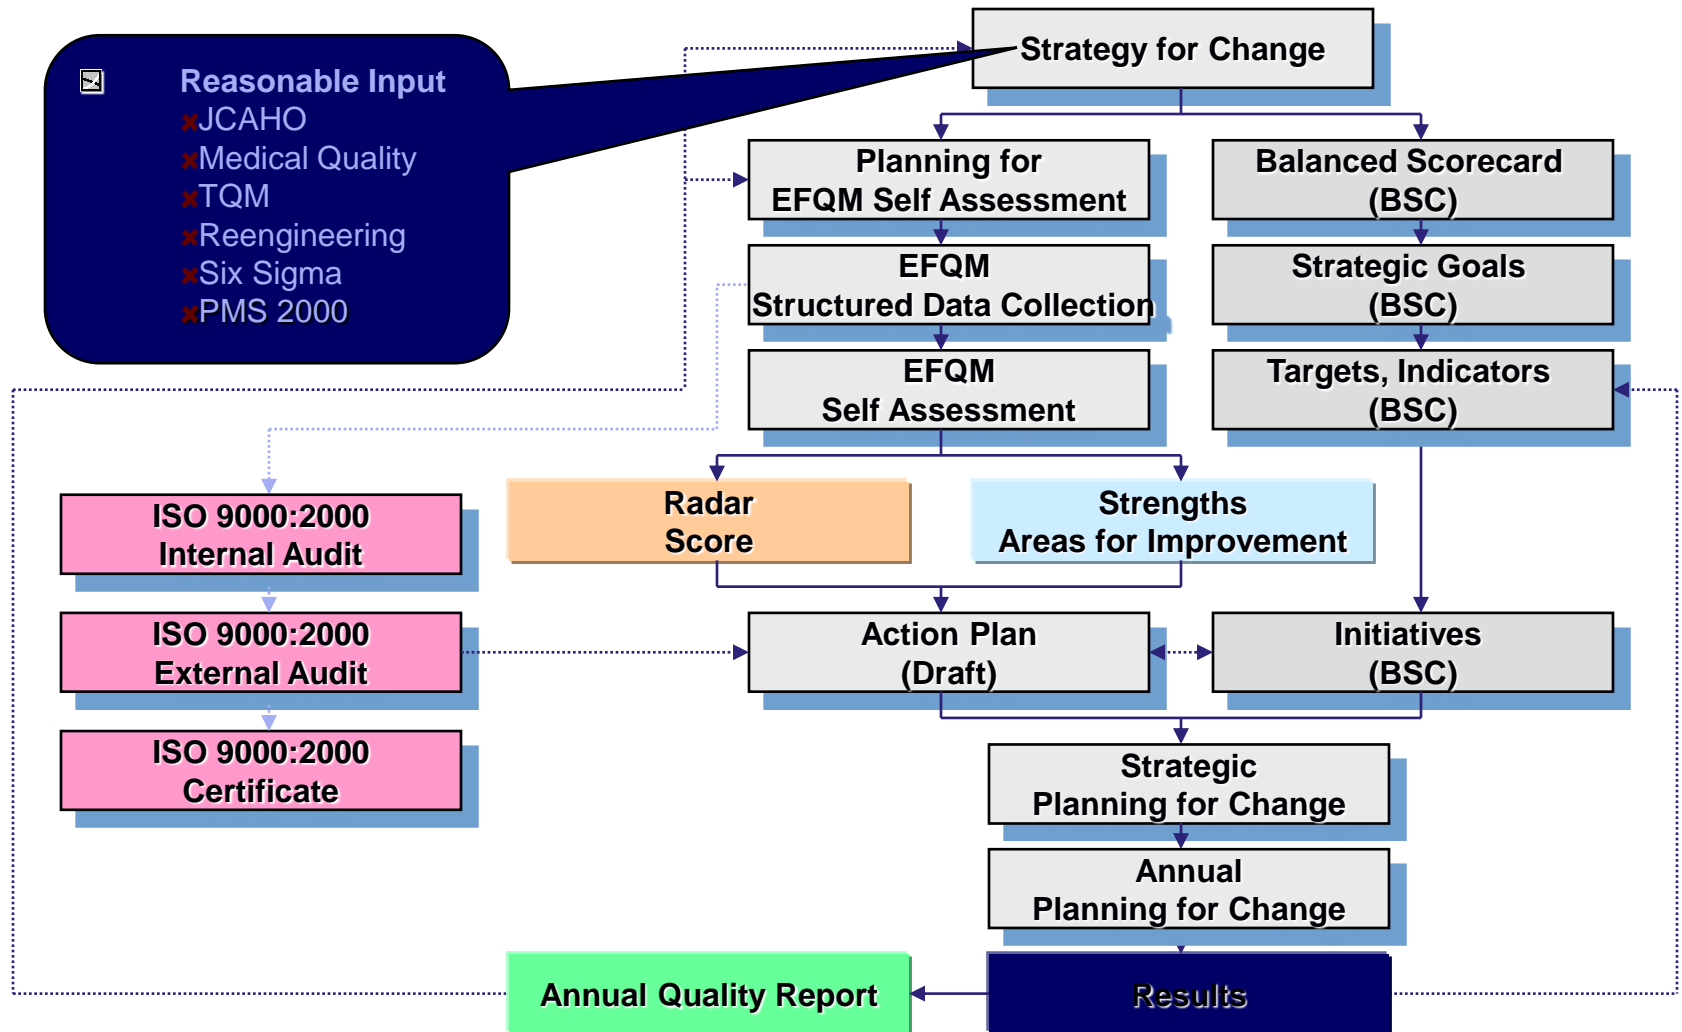 Strategy for Change
Reasonable Input
JCAHO
Medical Quality
TQM
Reengineering
Six Sigma
PMS 2000
Planning for
EFQM Self Assessment
Balanced Scorecard
(BSC)
EFQM
Structured Data Collection
Strategic Goals
(BSC)
EFQM
Self Assessment
Targets, Indicators
(BSC)
Radar
Score
Strengths
Areas for Improvement
ISO 9000:2000
Internal Audit
ISO 9000:2000
External Audit
Action Plan
(Draft)
Initiatives
(BSC)
ISO 9000:2000
Certificate
Strategic
Planning for Change
Annual
Planning for Change
Annual Quality Report
Results